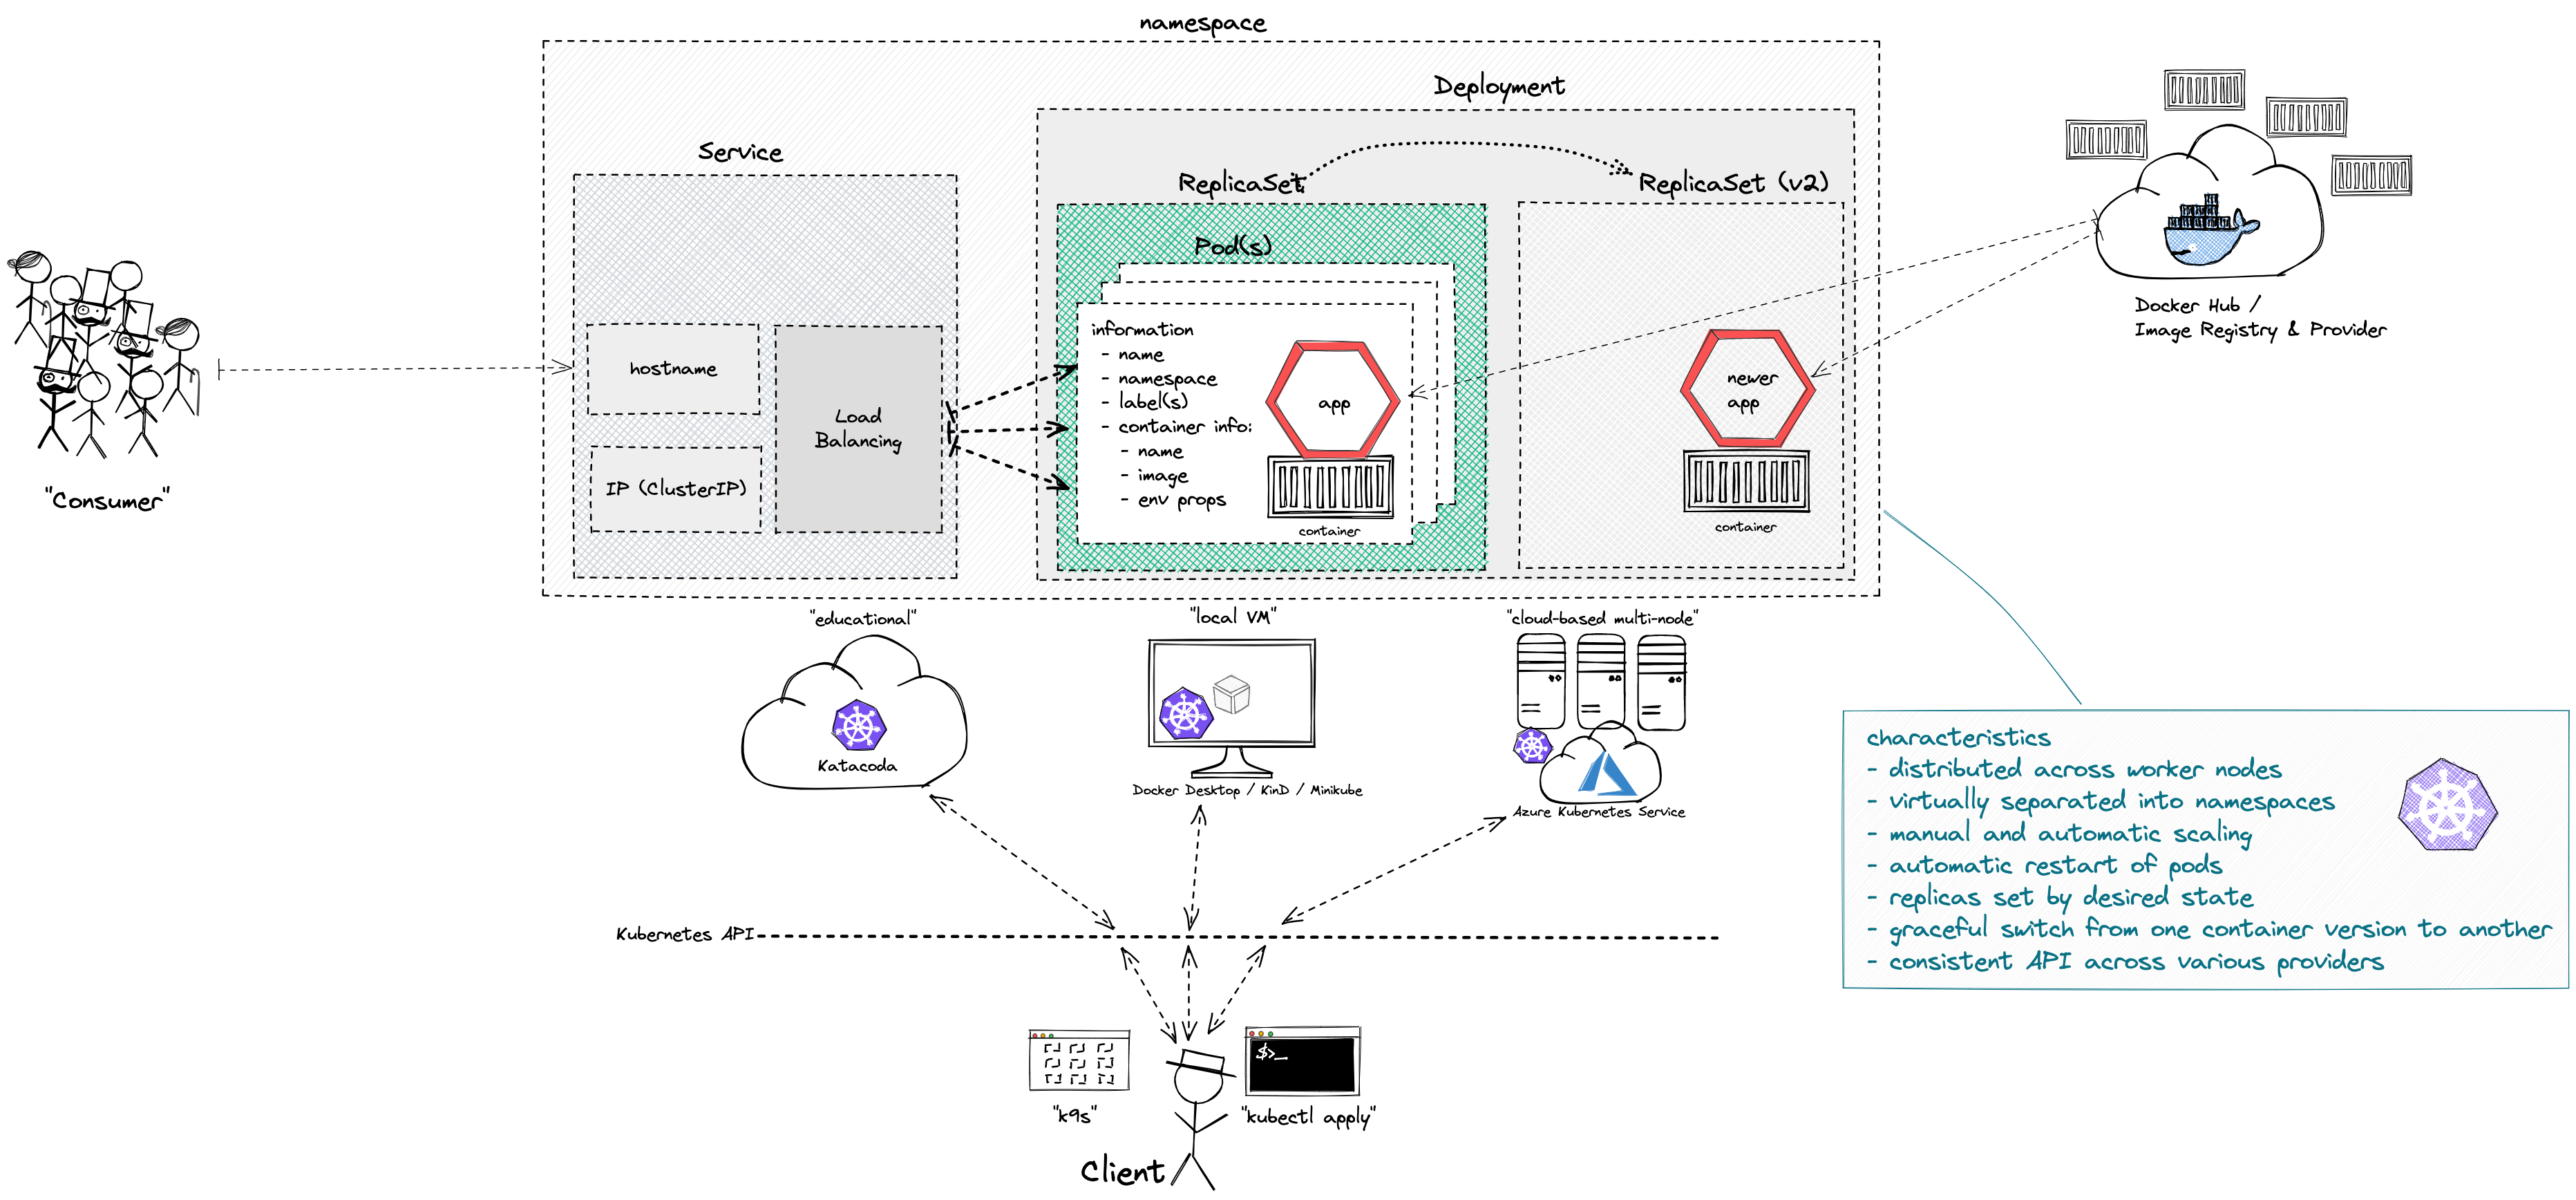 namespace
Deployment
Service
ReplicaSet
ReplicaSet (v2)
Pod(s)
information
- name
- namespace
- label(s)
- container info:
- name
- image
- env props
app
container
newer
app
container
hostname
IP (ClusterIP)
Load
Balancing
"Consumer"
Docker Hub /
Image Registry & Provider
"educational"
Katacoda
"local VM"
Docker Desktop / KinD / Minikube
"cloud-based multi-node"
Azure Kubernetes Service
characteristics
- distributed across worker nodes
- virtually separated into namespaces
- manual and automatic scaling
- automatic restart of pods
- replicas set by desired state
- graceful switch from one container version to another
- consistent API across various providers
Kubernetes API
"k9s"
$>_
"kubectl apply"
Client